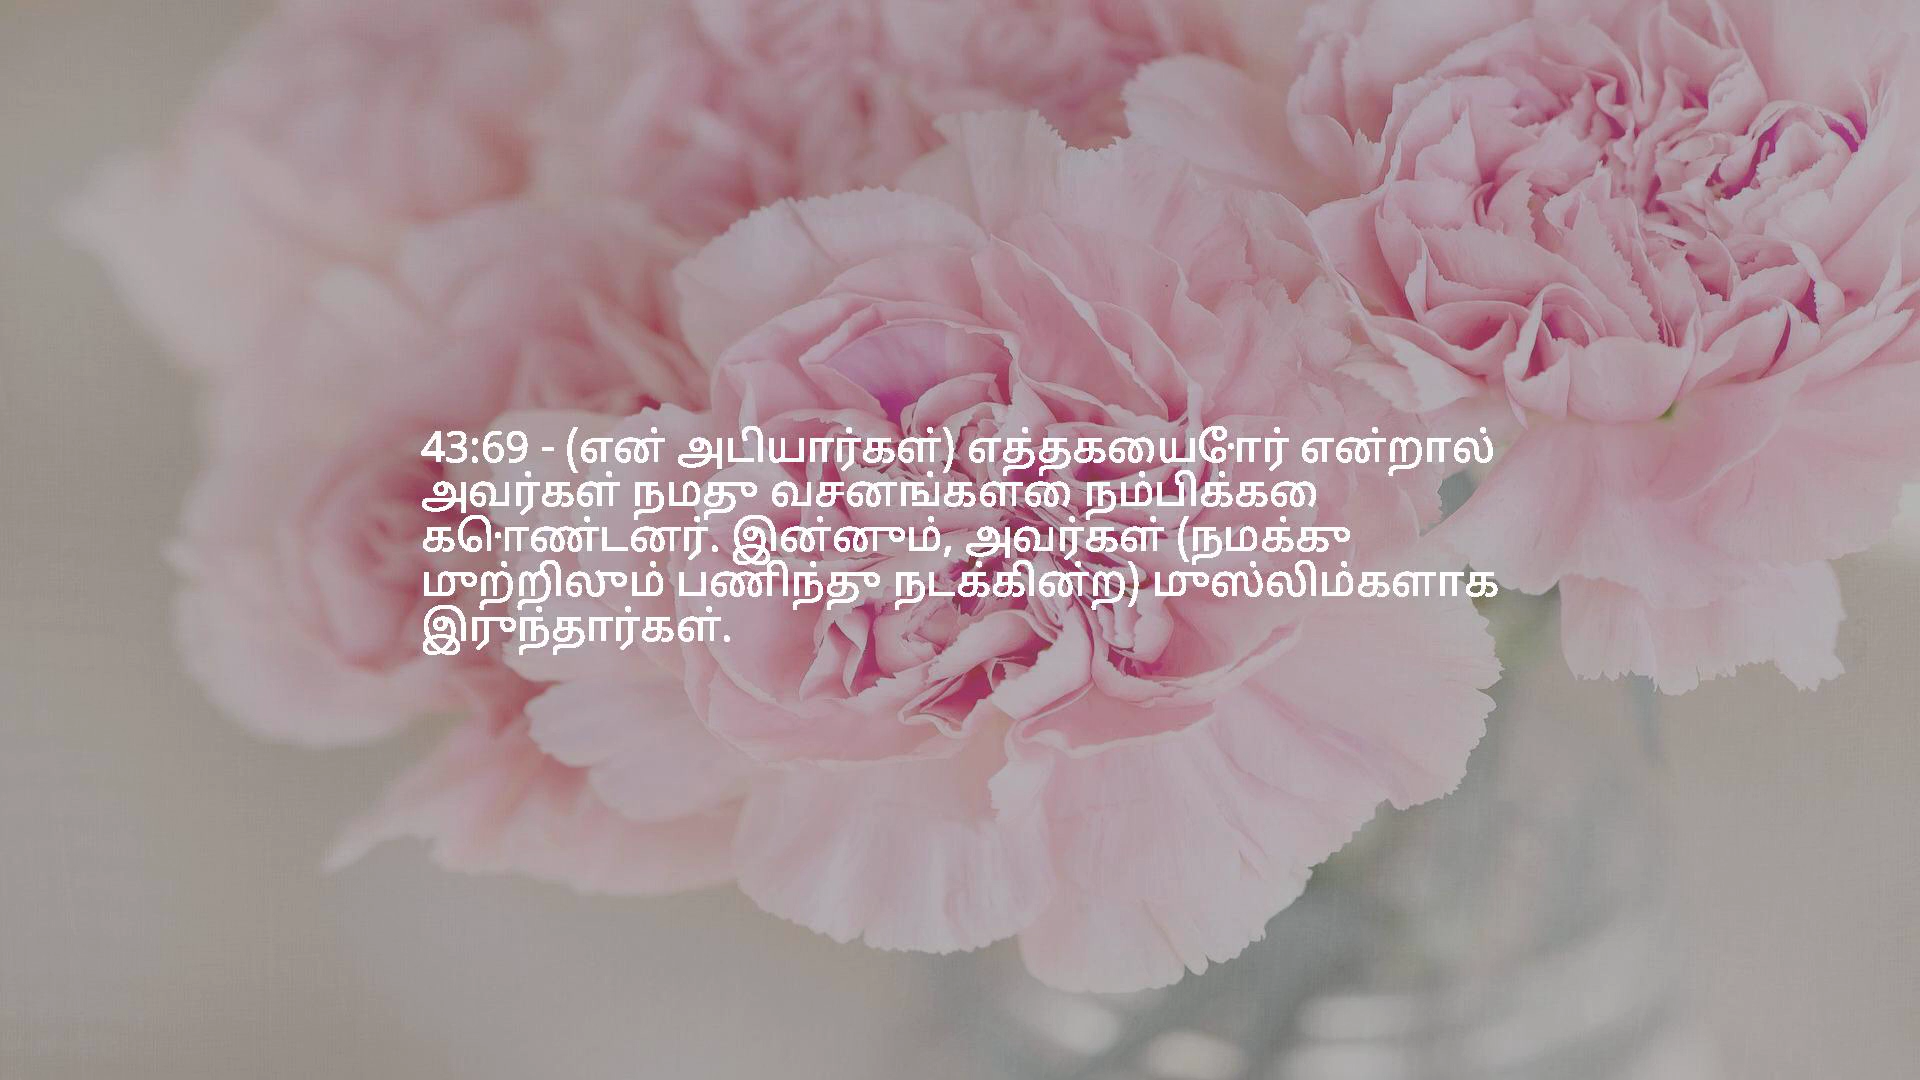 43:69 - (என் அடியார்கள்) எத்தகையோர் என்றால்
அவர்கள் நமது வசனங்களை நம்பிக்கை
கொண்டனர். இன்னும், அவர்கள் (நமக்கு
முற்றிலும் பணிந்து நடக்கின்ற) முஸ்லிம்களாக
இருந்தார்கள்.